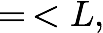 = < L,